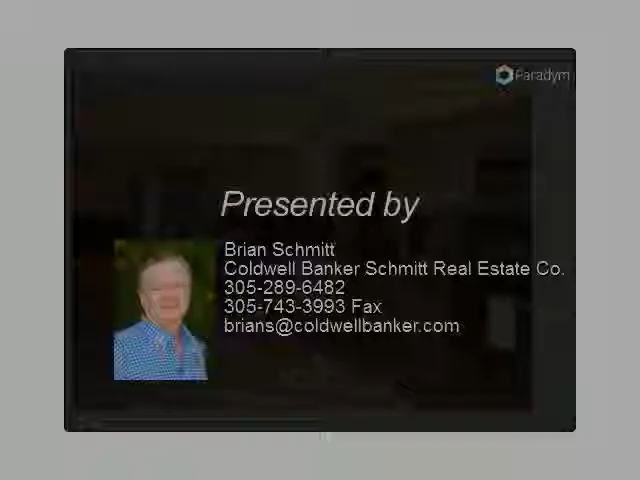 Paradym
Presented by
Brian Schmitt
Coldwell Banker Schmitt Real Estate Co.
305-289-6482
305-743-3993 Fax
brians@coldwellbanker.com